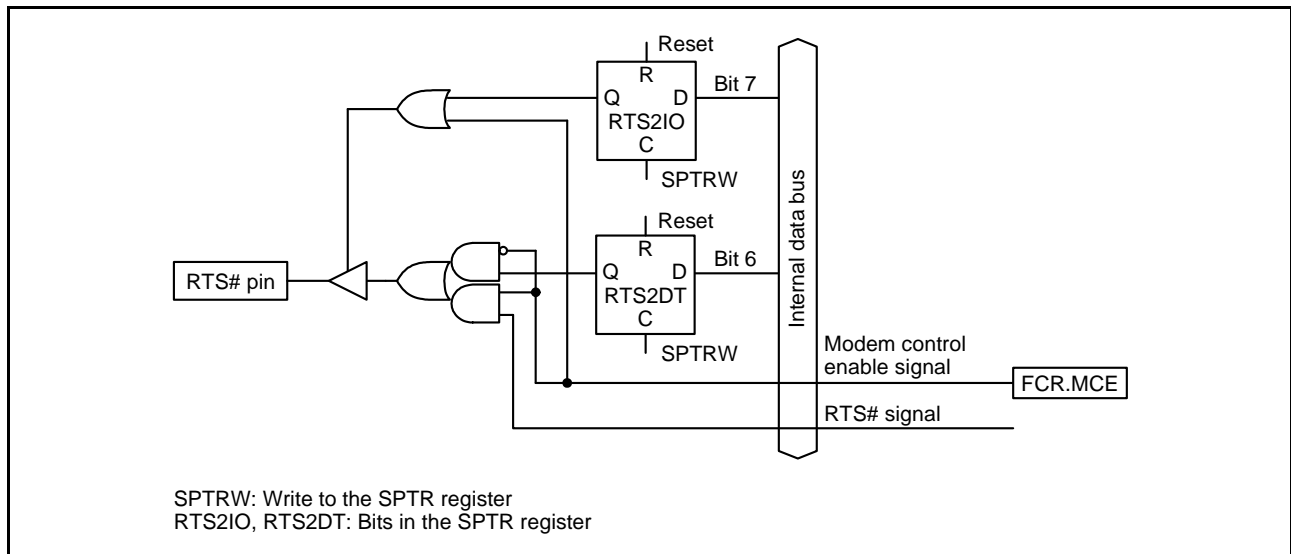 Reset
R
Bit 7
Q D
RTS2IO
C
SPTRW
Reset
R
Bit 6
Q D
RTS2DT
C
SPTRW
RTS# pin
Internal data bus
Modem control
enable signal
FCR.MCE
RTS# signal
SPTRW: Write to the SPTR register
RTS2IO, RTS2DT: Bits in the SPTR register